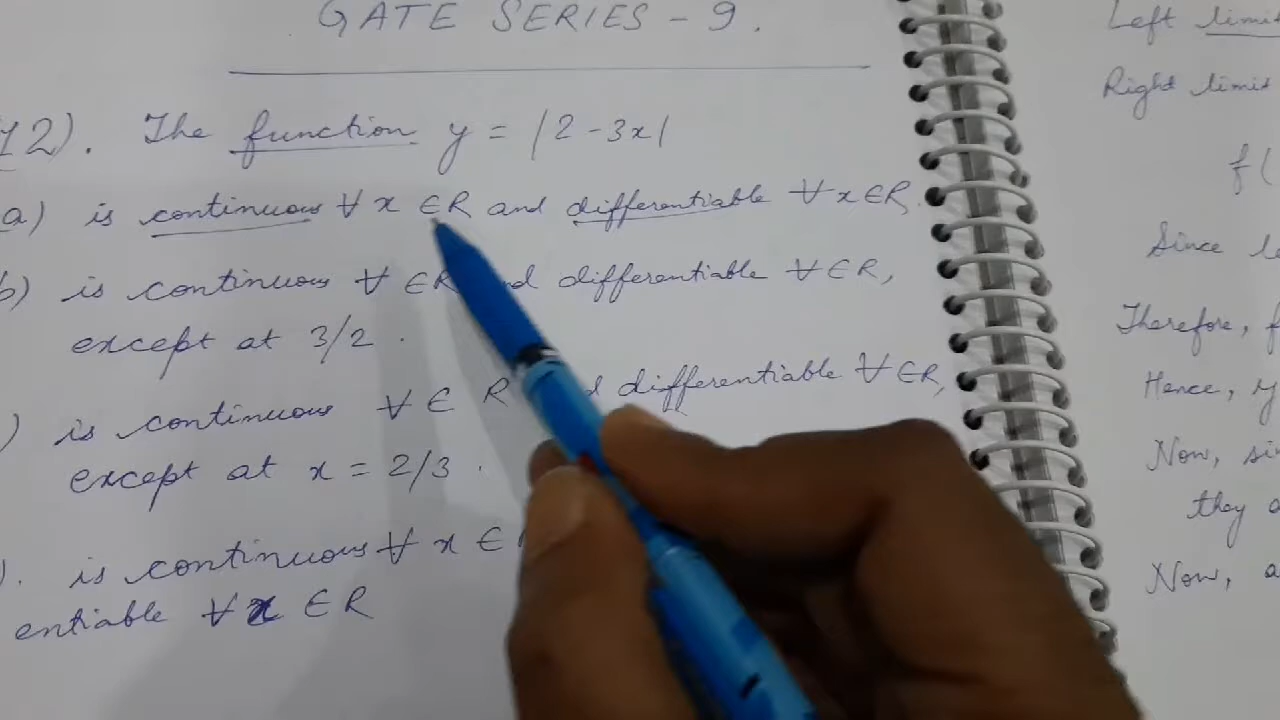 GATE SERIES - 9.
12). The function y = |2 - 3x|
a) is continuous ∀ x ∈R and differentiable ∀ x ∈R.
b) is continuous ∀ ∈R differentiable ∀ ∈R,
except at 3/2.
) is continuous ∀ ∈ R differentiable ∀ ∈R,
except at x = 2/3.
). is continuous ∀ x ∈
entiable ∀ x ∈ R
Left limit
Right limit
f(
Since
Therefore, f
Hence, y
Now, si
they
Now, a